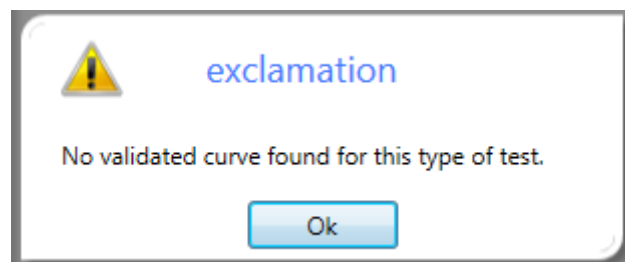 exclamation
No validated curve found for this type of test.
Ok